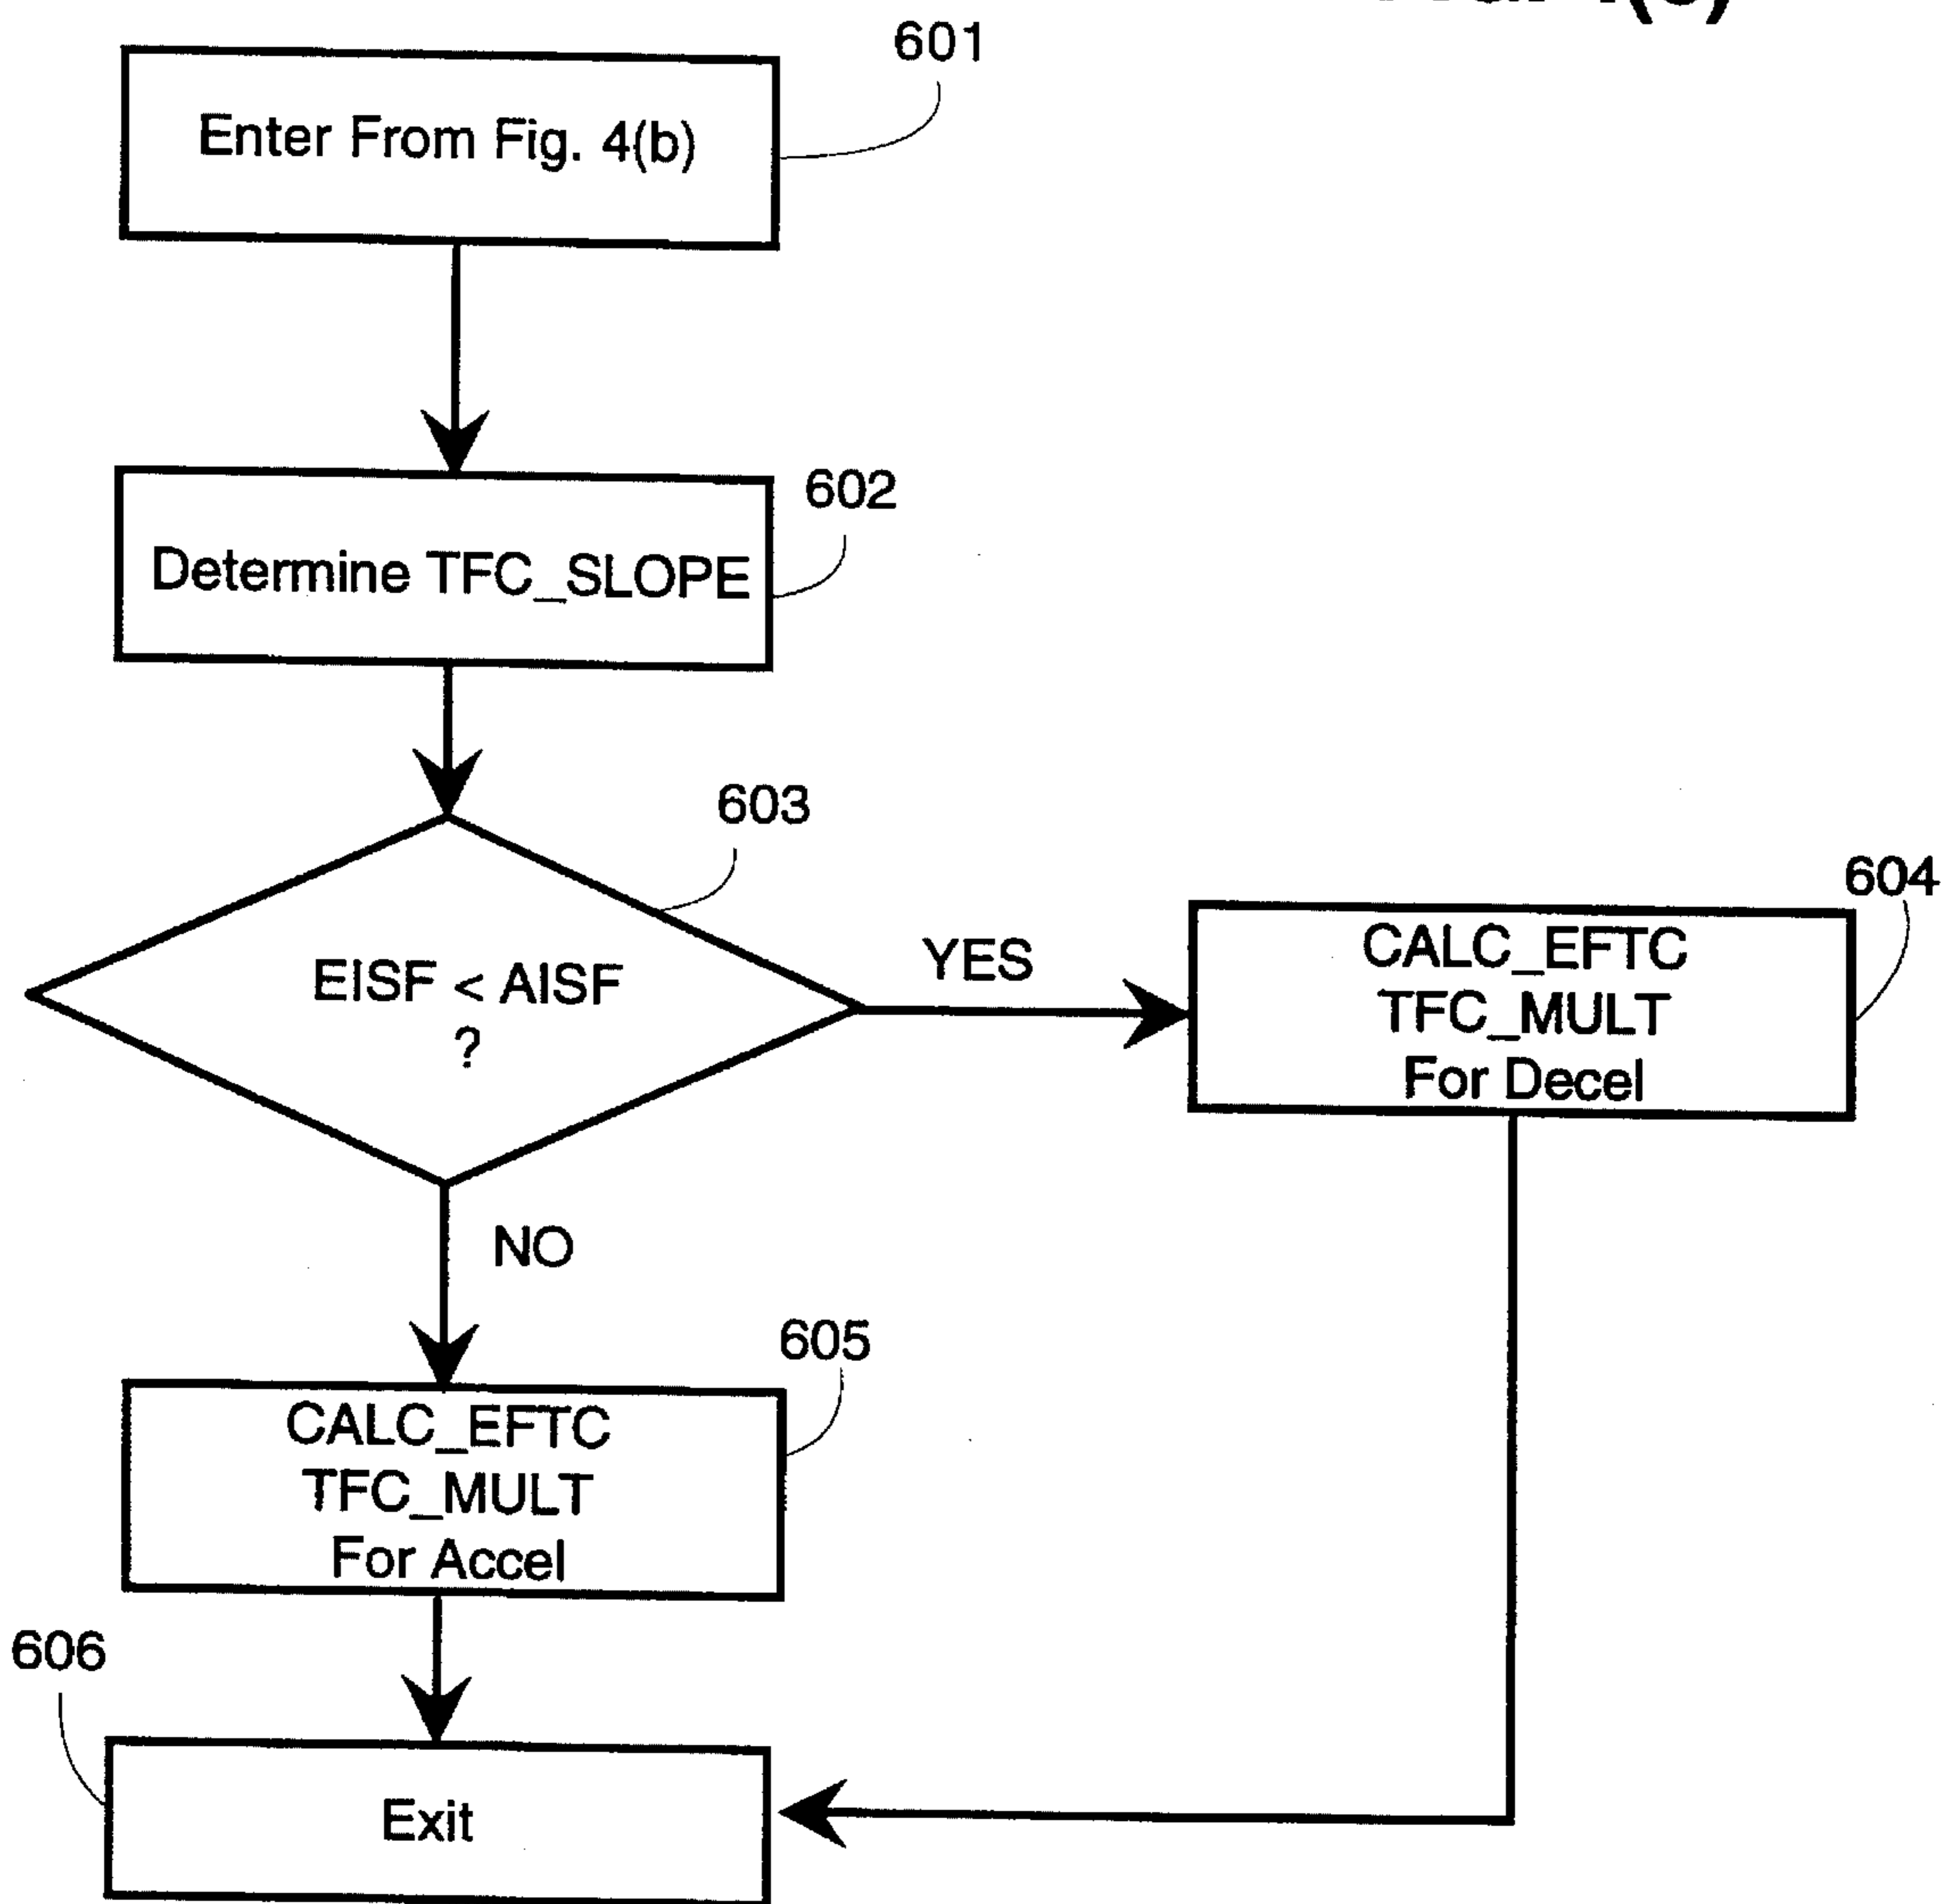 601
Enter From Fig. 4(b)
602
Determine TFC_SLOPE
603
EISF < AISF
?
YES
604
CALC_EFTC
TFC_MULT
For Decel
NO
605
CALC_EFTC
TFC_MULT
For Accel
606
Exit